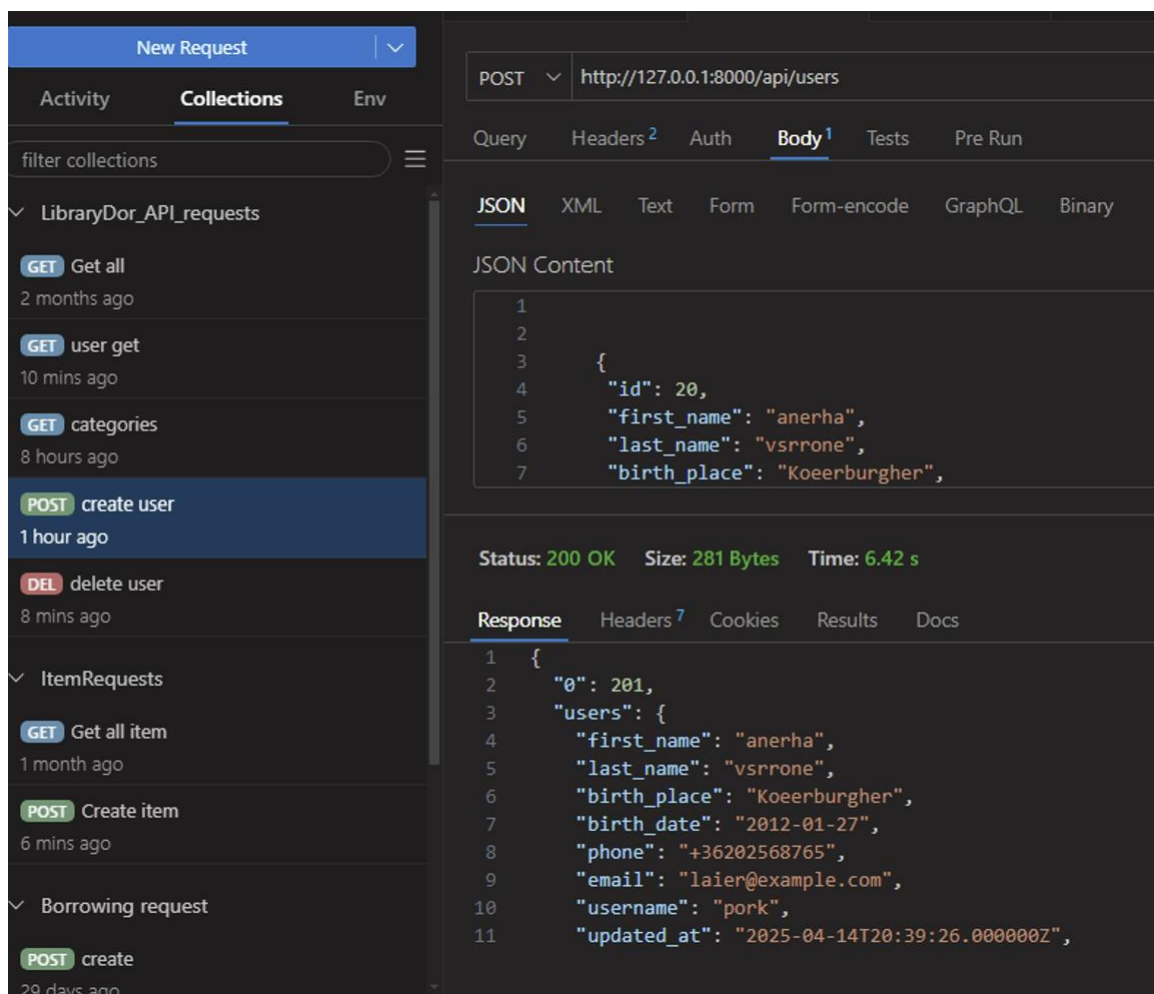 New Request
Activity Collections Env
filter collections
LibraryDor_API_requests
GET Get all
2 months ago
GET user get
10 mins ago
GET categories
8 hours ago
POST create user
1 hour ago
DEL delete user
8 mins ago
ItemRequests
GET Get all item
1 month ago
POST Create item
6 mins ago
Borrowing request
POST create
29 days ago
POST http://127.0.0.1:8000/api/users
Query Headers 2 Auth Body 1 Tests Pre Run
JSON XML Text Form Form-encode GraphQL Binary
JSON Content
1
2
3 {
4 "id": 20,
5 "first_name": "anerha",
6 "last_name": "vsrrone",
7 "birth_place": "Koeerburgher",
Status: 200 OK Size: 281 Bytes Time: 6.42 s
Response Headers 7 Cookies Results Docs
1 {
2 "0": 201,
3 "users": {
4 "first_name": "anerha",
5 "last_name": "vsrrone",
6 "birth_place": "Koeerburgher",
7 "birth_date": "2012-01-27",
8 "phone": "+36202568765",
9 "email": "laier@example.com",
10 "username": "pork",
11 "updated_at": "2025-04-14T20:39:26.000000Z",